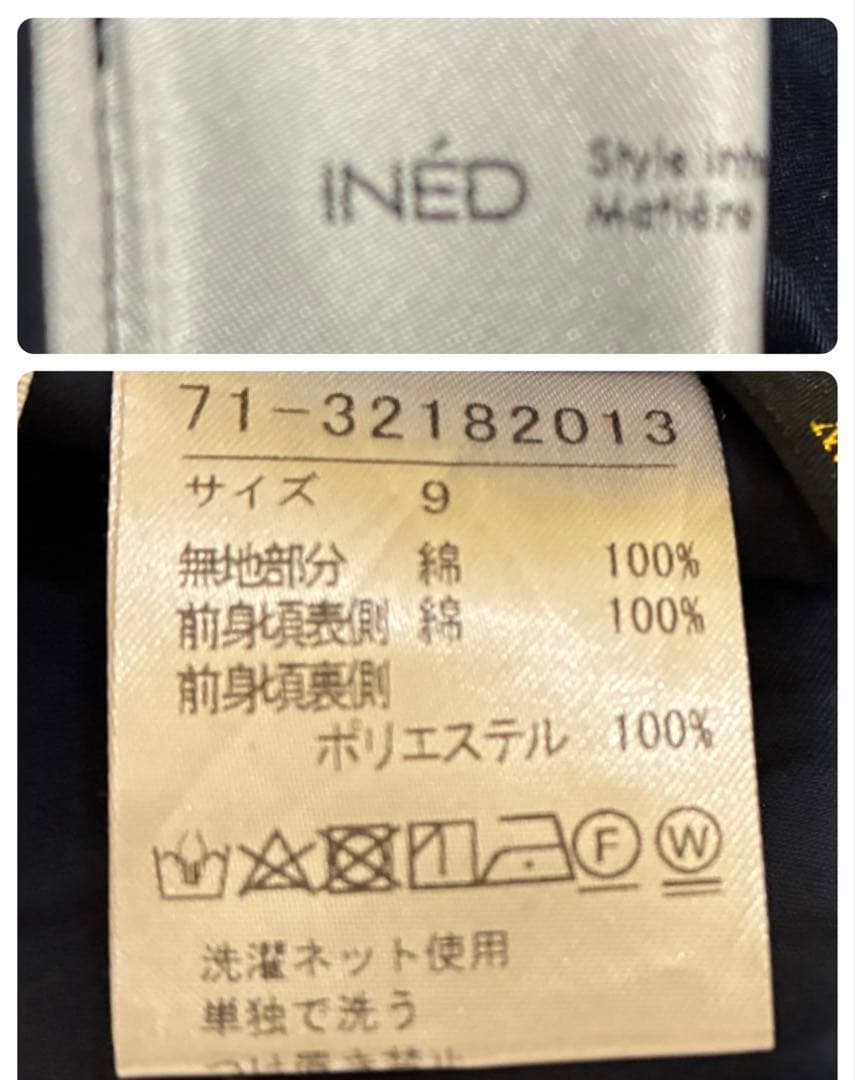 INÉD
Style
Matière
71-32182013
サイズ 9
無地部分 綿 100%
前身頃表側 綿 100%
前身頃裏側
ポリエステル 100%
F W
洗濯ネット使用
単独で洗う